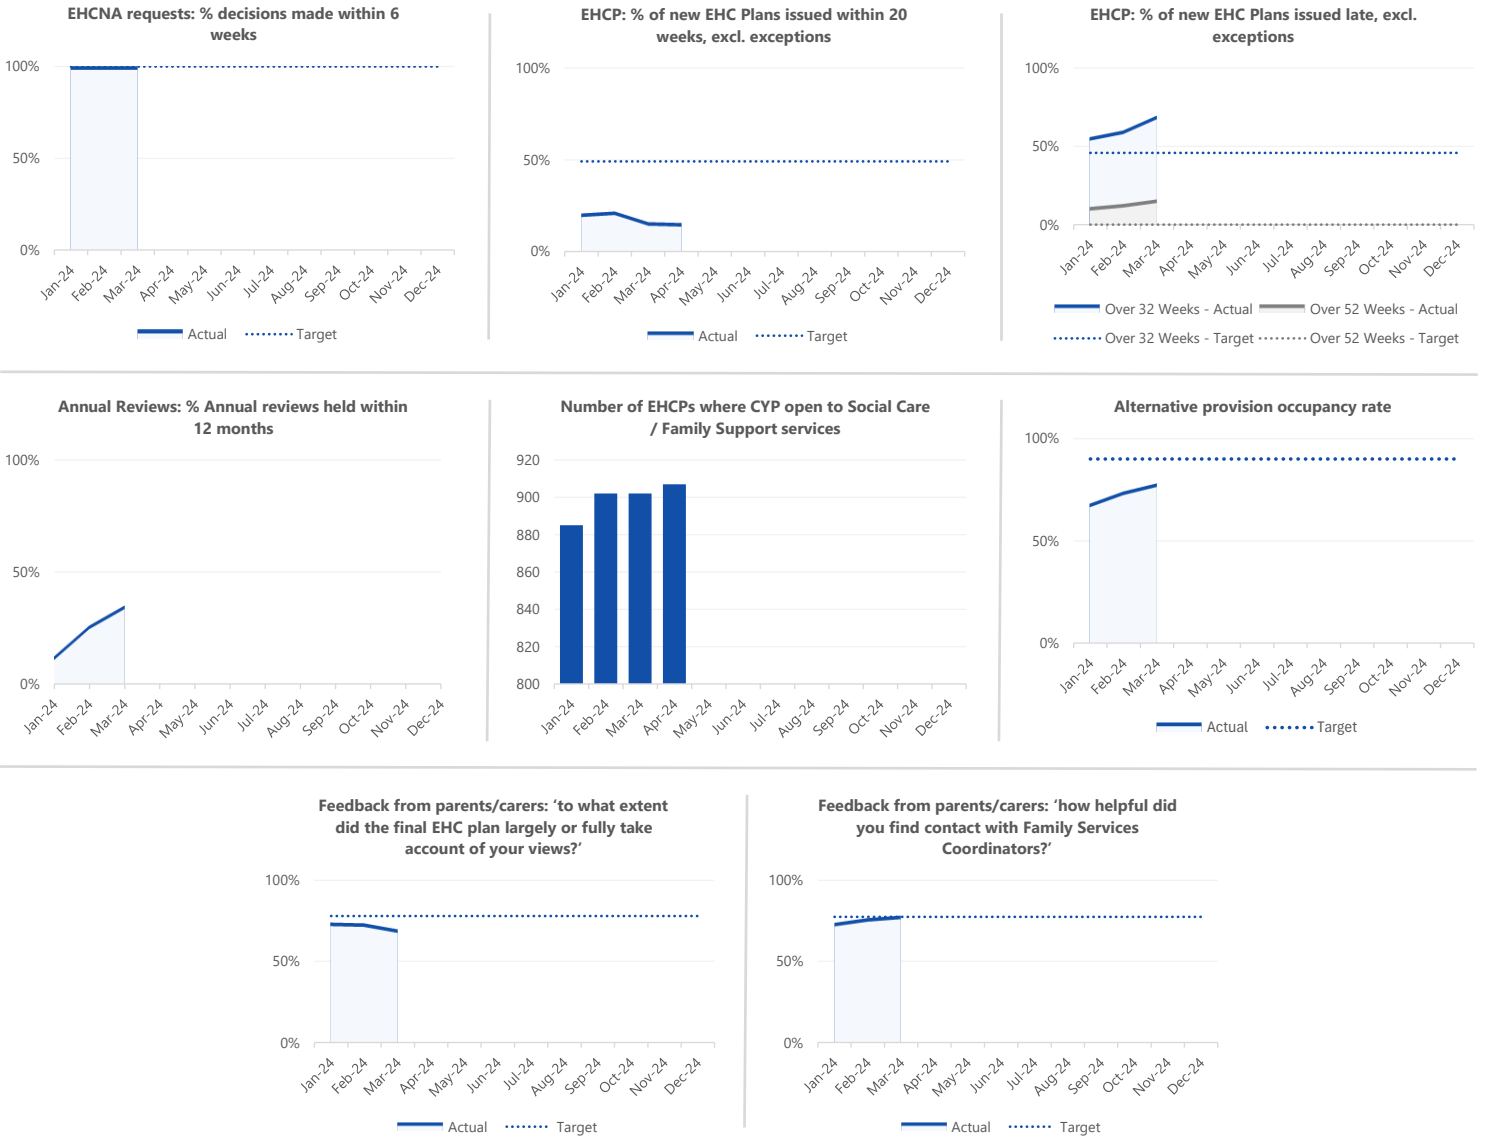 EHCNA requests: % decisions made within 6
weeks
100%
50%
0%
Jan-24
Feb-24
Mar-24
Apr-24
May-24
Jun-24
Jul-24
Aug-24
Sep-24
Oct-24
Nov-24
Dec-24
Actual
Target
EHCP: % of new EHC Plans issued within 20
weeks, excl. exceptions
100%
50%
0%
Jan-24
Feb-24
Mar-24
Apr-24
May-24
Jun-24
Jul-24
Aug-24
Sep-24
Oct-24
Nov-24
Dec-24
Actual
Target
EHCP: % of new EHC Plans issued late, excl.
exceptions
100%
50%
0%
Jan-24
Feb-24
Mar-24
Apr-24
May-24
Jun-24
Jul-24
Aug-24
Sep-24
Oct-24
Nov-24
Dec-24
Over 32 Weeks - Actual
Over 52 Weeks - Actual
Over 32 Weeks - Target
Over 52 Weeks - Target
Annual Reviews: % Annual reviews held within
12 months
100%
50%
0%
Jan-24
Feb-24
Mar-24
Apr-24
May-24
Jun-24
Jul-24
Aug-24
Sep-24
Oct-24
Nov-24
Dec-24
Number of EHCPs where CYP open to Social Care
/ Family Support services
920
900
880
860
840
820
800
Jan-24
Feb-24
Mar-24
Apr-24
May-24
Jun-24
Jul-24
Aug-24
Sep-24
Oct-24
Nov-24
Dec-24
Alternative provision occupancy rate
100%
50%
0%
Jan-24
Feb-24
Mar-24
Apr-24
May-24
Jun-24
Jul-24
Aug-24
Sep-24
Oct-24
Nov-24
Dec-24
Actual
Target
Feedback from parents/carers: ‘to what extent
did the final EHC plan largely or fully take
account of your views?’
100%
50%
0%
Jan-24
Feb-24
Mar-24
Apr-24
May-24
Jun-24
Jul-24
Aug-24
Sep-24
Oct-24
Nov-24
Dec-24
Actual
Target
Feedback from parents/carers: ‘how helpful did
you find contact with Family Services
Coordinators?’
100%
50%
0%
Jan-24
Feb-24
Mar-24
Apr-24
May-24
Jun-24
Jul-24
Aug-24
Sep-24
Oct-24
Nov-24
Dec-24
Actual
Target